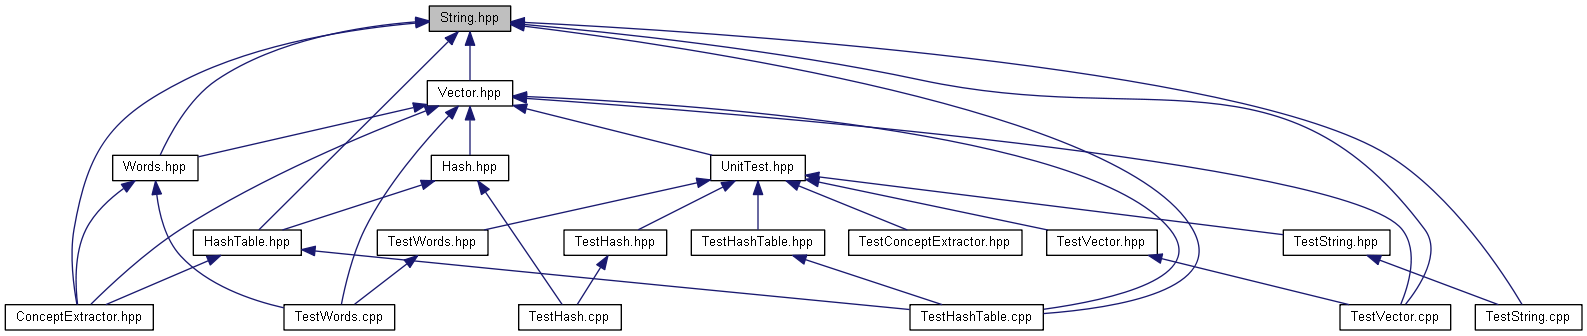 String.hpp
Vector.hpp
Words.hpp
Hash.hpp
UnitTest.hpp
HashTable.hpp
TestWords.hpp
TestHash.hpp
TestHashTable.hpp
TestConceptExtractor.hpp
TestVector.hpp
TestString.hpp
ConceptExtractor.hpp
TestWords.cpp
TestHash.cpp
TestHashTable.cpp
TestVector.cpp
TestString.cpp